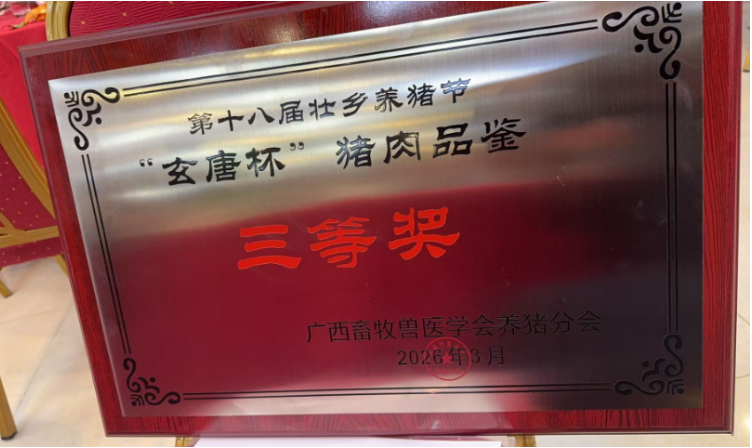 第十八届壮乡养猪节
“玄唐杯”猪肉品鉴
三等奖
广西畜牧兽医学会养猪分会
2026年3月